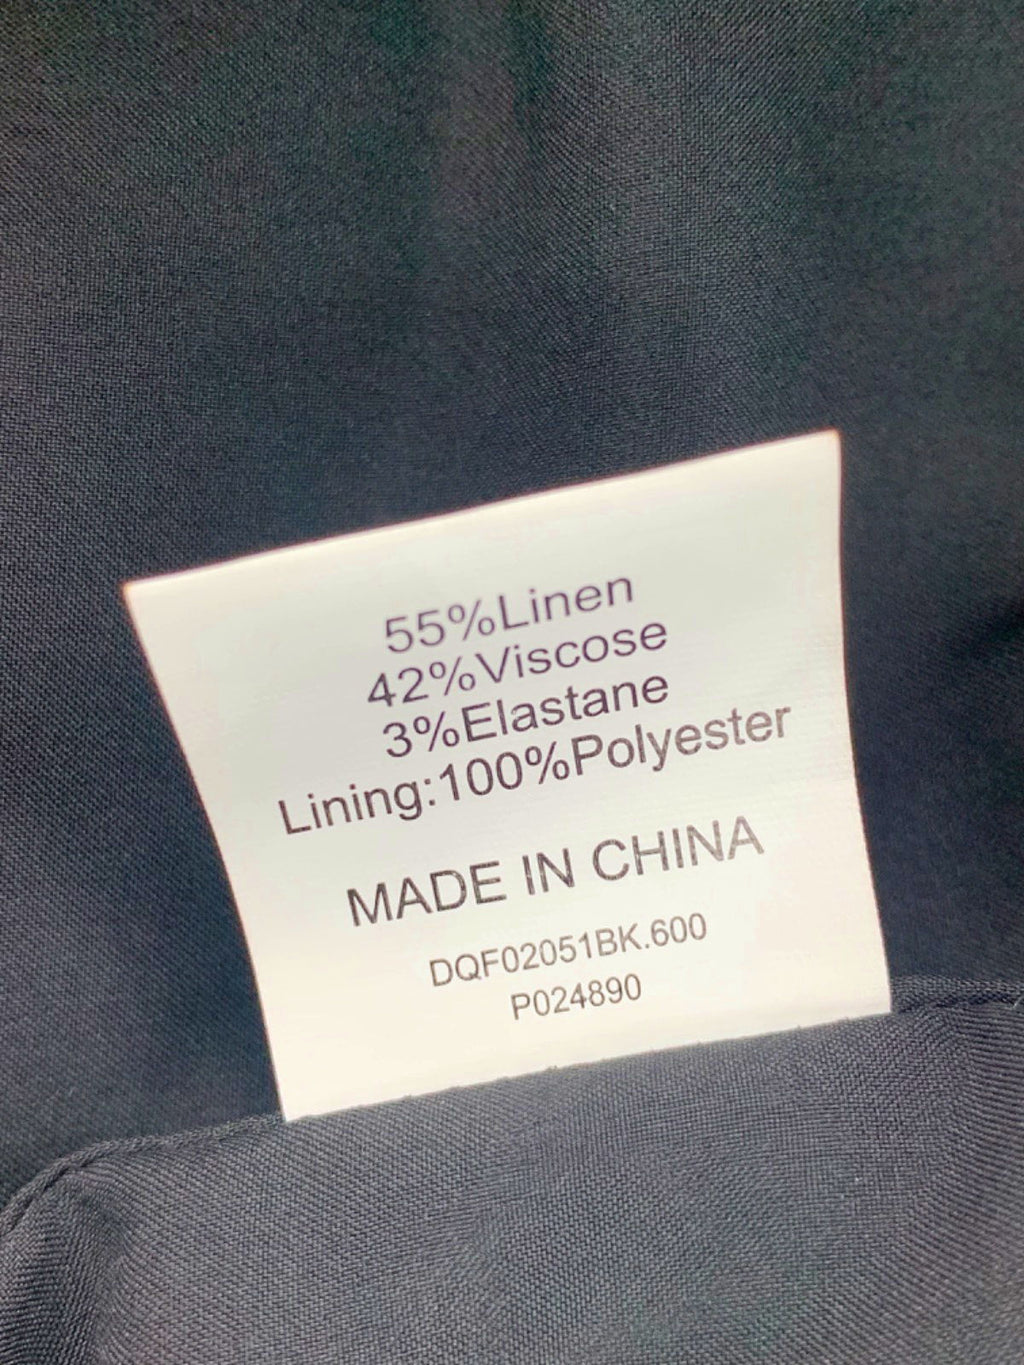 55%Linen
42%Viscose
3%Elastane
Lining:100%Polyester
MADE IN CHINA
DQF02051BK.600
P024890